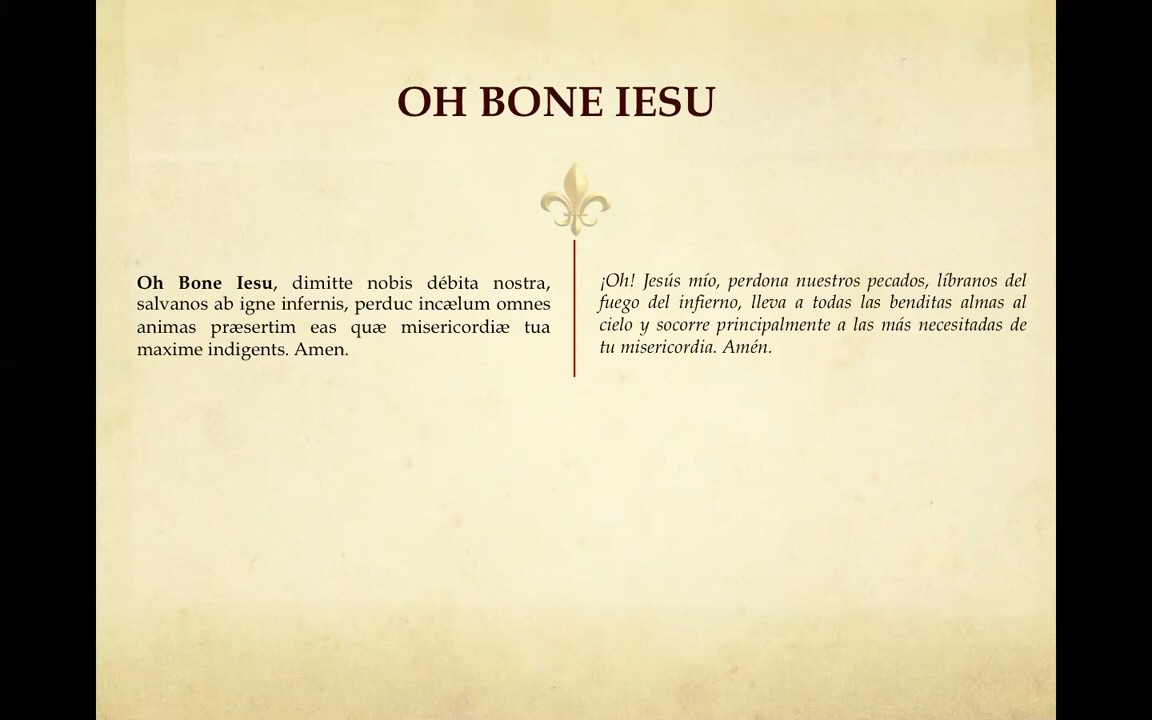 OH BONE IESU
Oh Bone Iesu, dimitte nobis débita nostra,
salvanos ab igne infernis, perduc incælum omnes
animas præsertim eas quæ misericordiæ tua
maxime indigents. Amen.
¡Oh! Jesús mío, perdona nuestros pecados, líbranos del
fuego del infierno, lleva a todas las benditas almas al
cielo y socorre principalmente a las más necesitadas de
tu misericordia. Amén.